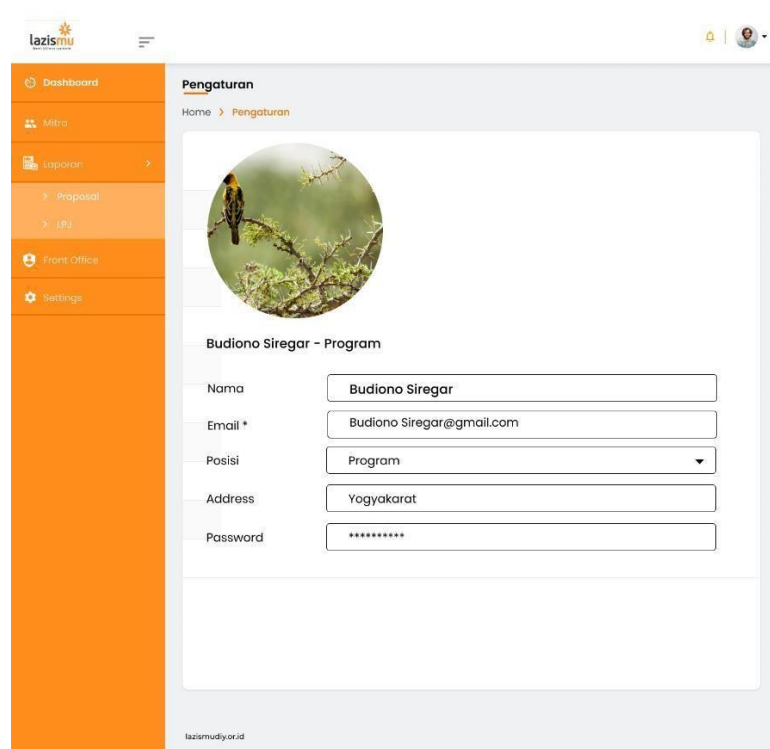 lazismu
Dashboard
Mitra
Laporan
> Proposal
> LPJ
Front Office
Settings
Pengaturan
Home > Pengaturan
Budiono Siregar - Program
Nama
Budiono Siregar
Email *
Budiono Siregar@gmail.com
Posisi
Program
Address
Yogyakarat
Password
**********
lazismudiy.or.id